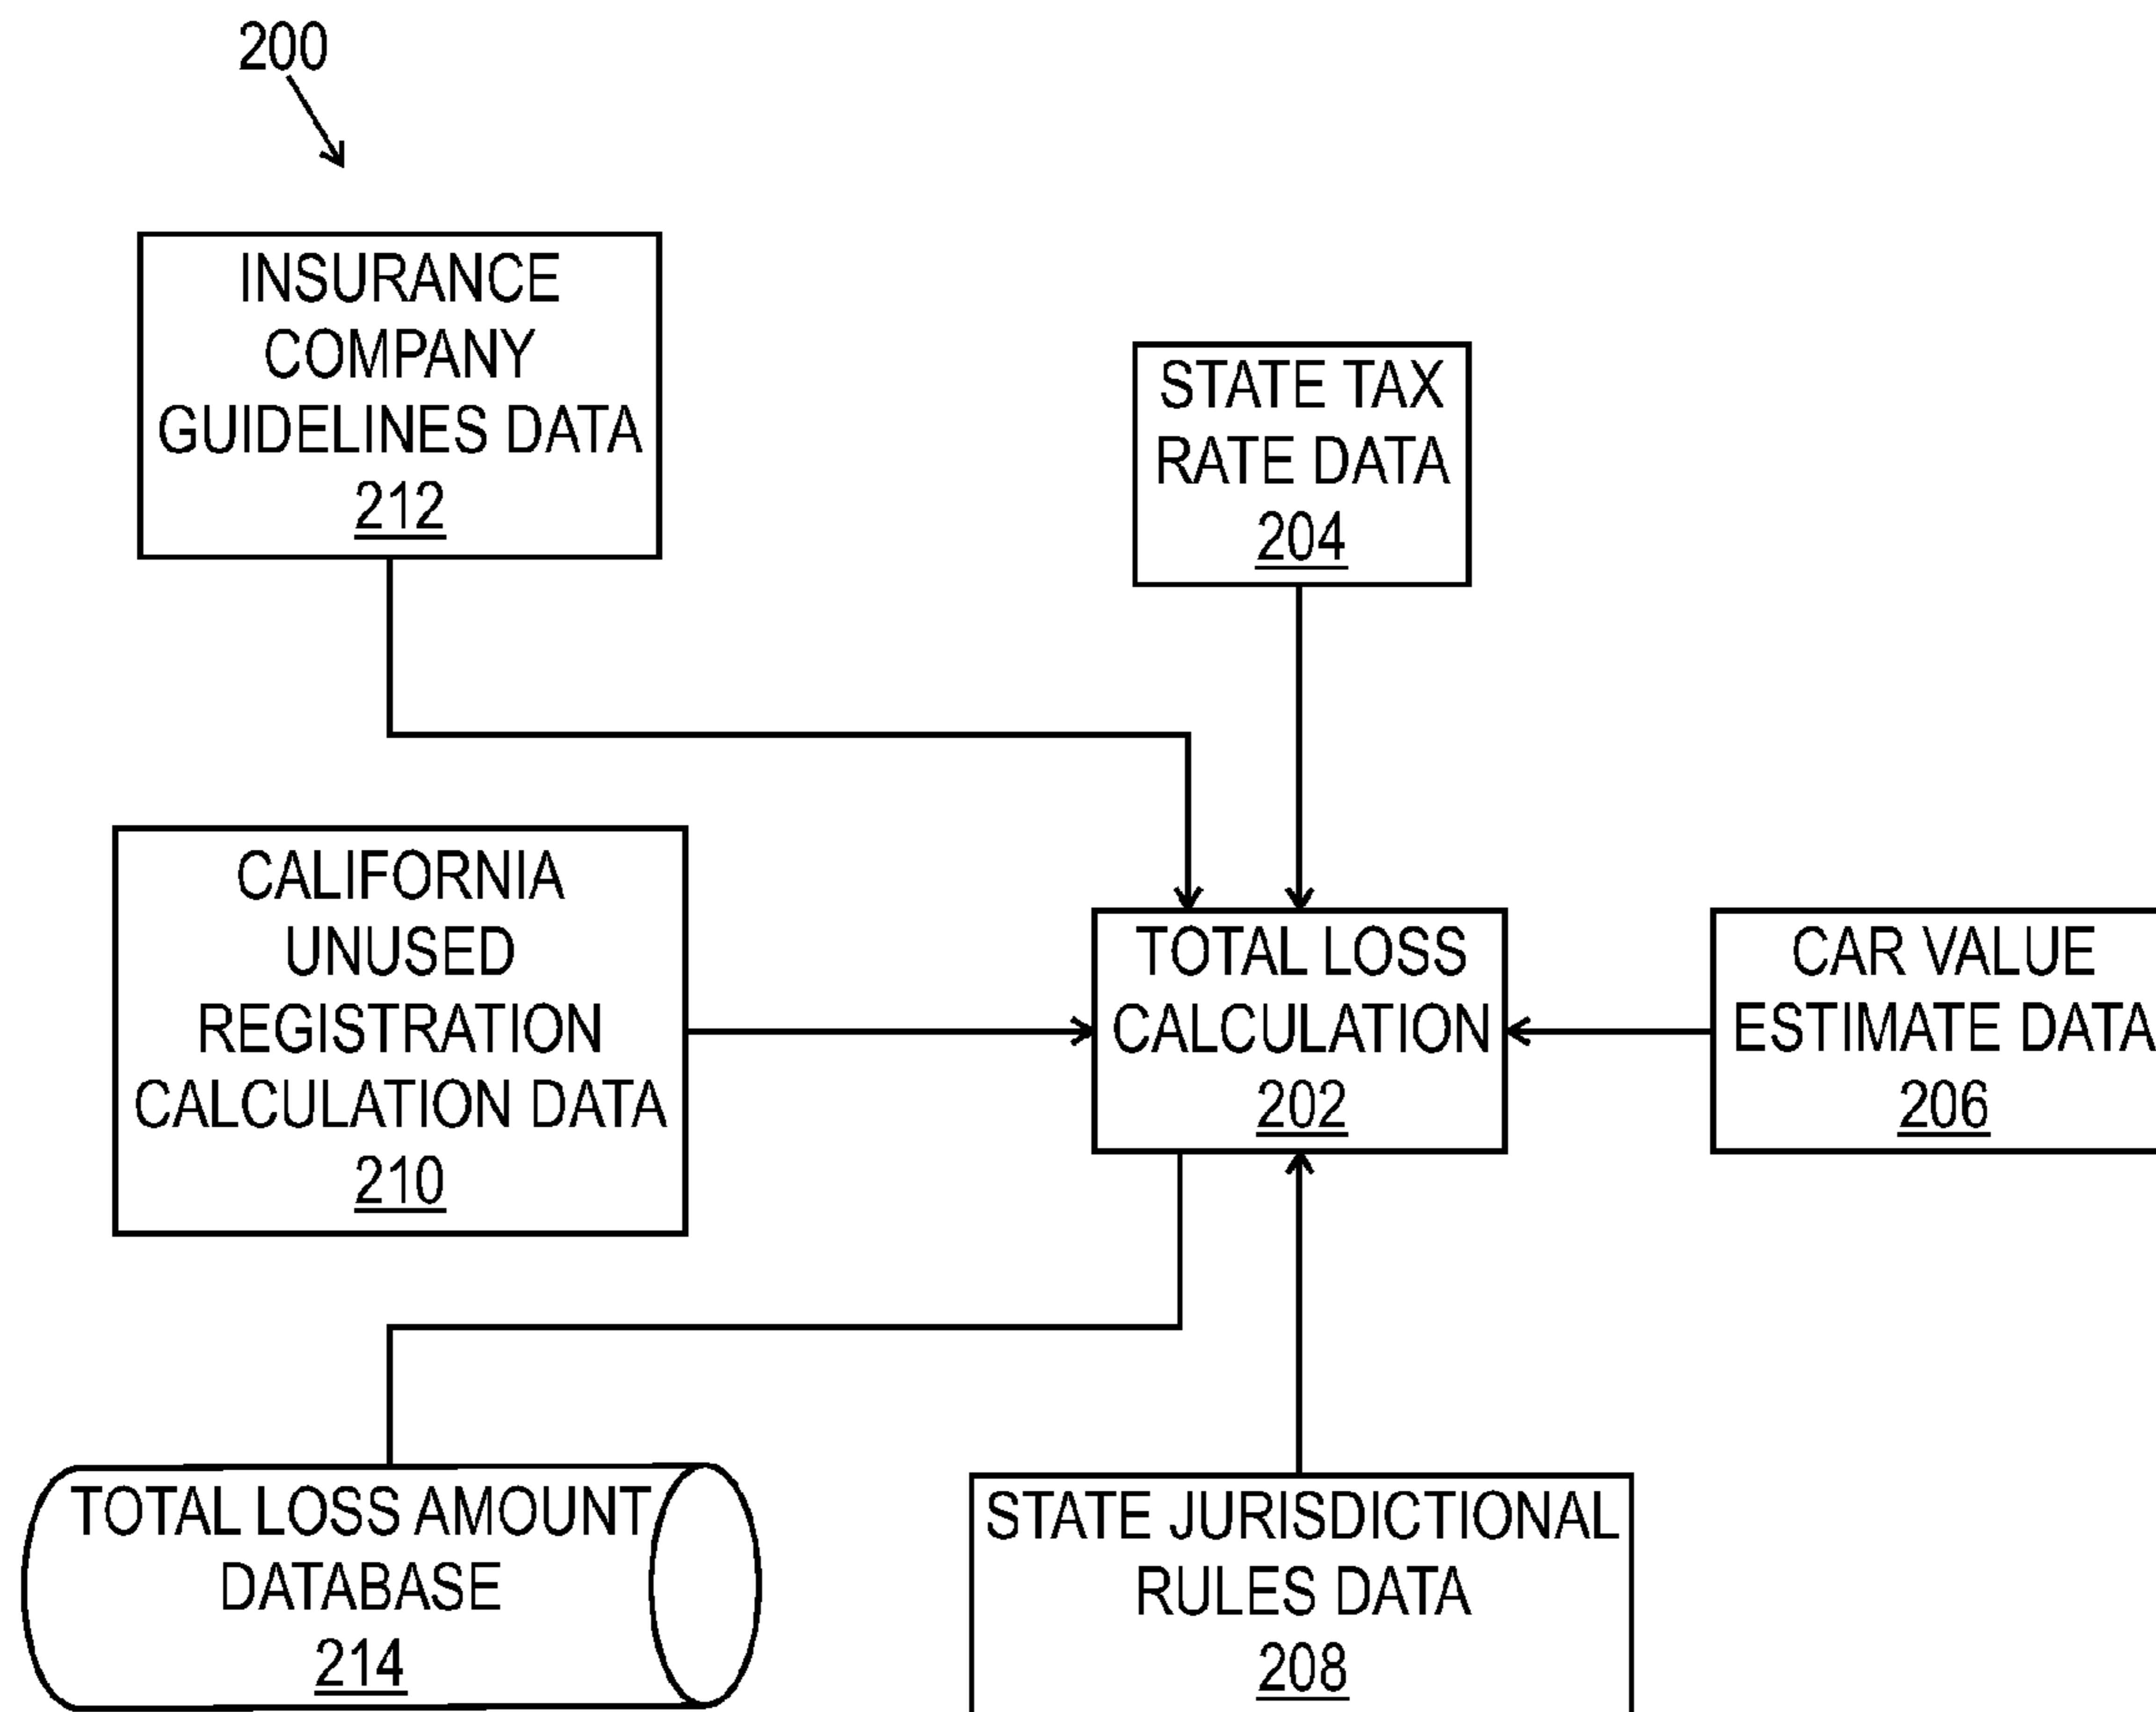 200
INSURANCE
COMPANY
GUIDELINES DATA
212
STATE TAX
RATE DATA
204
CALIFORNIA
UNUSED
REGISTRATION
CALCULATION DATA
210
TOTAL LOSS
CALCULATION
202
CAR VALUE
ESTIMATE DATA
206
TOTAL LOSS AMOUNT
DATABASE
214
STATE JURISDICTIONAL
RULES DATA
208